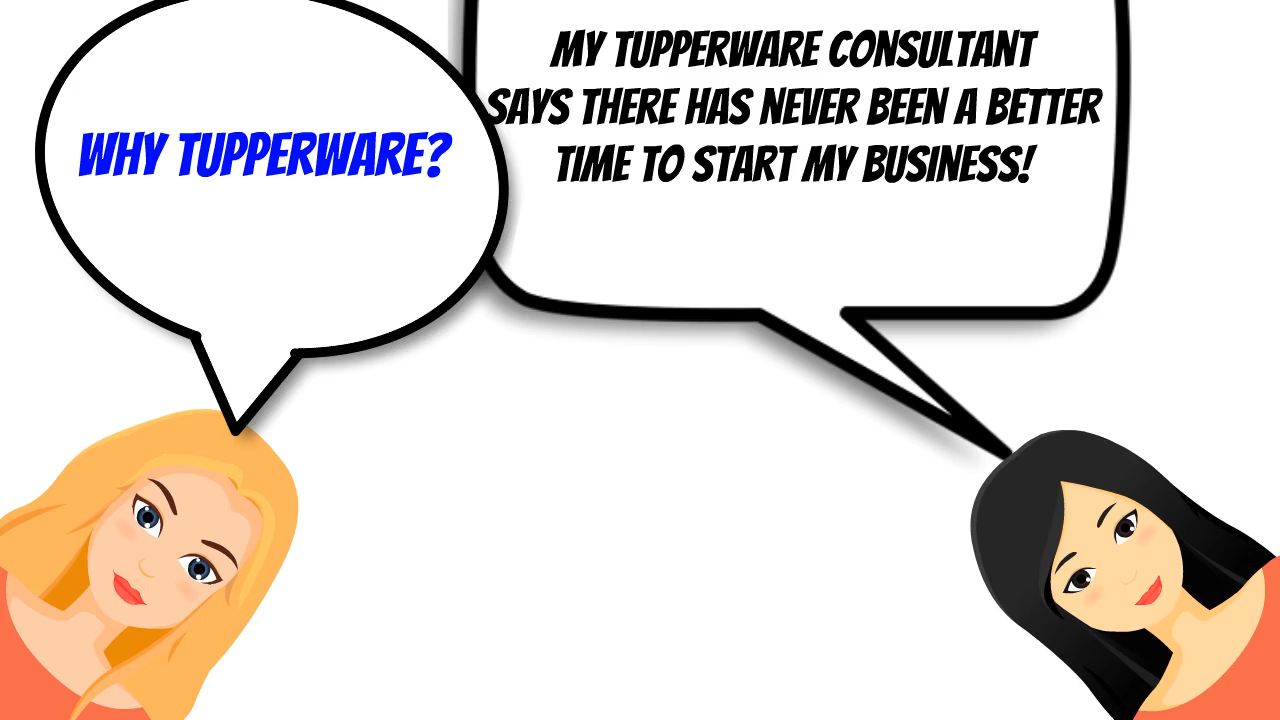 WHY TUPPERWARE?
MY TUPPERWARE CONSULTANT
SAYS THERE HAS NEVER BEEN A BETTER
TIME TO START MY BUSINESS!